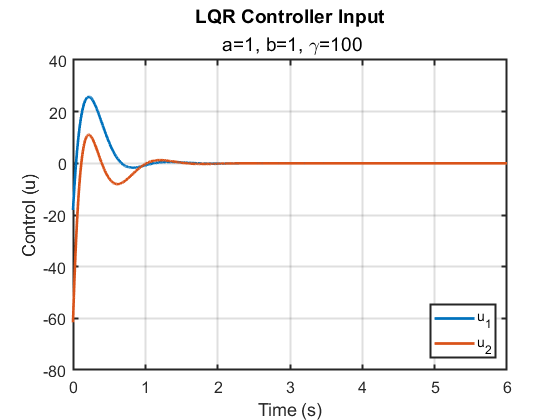 LQR Controller Input
a=1, b=1, γ=100
40
20
0
-20
-40
-60
-80
Control (u)
u₁
u₂
0 1 2 3 4 5 6
Time (s)